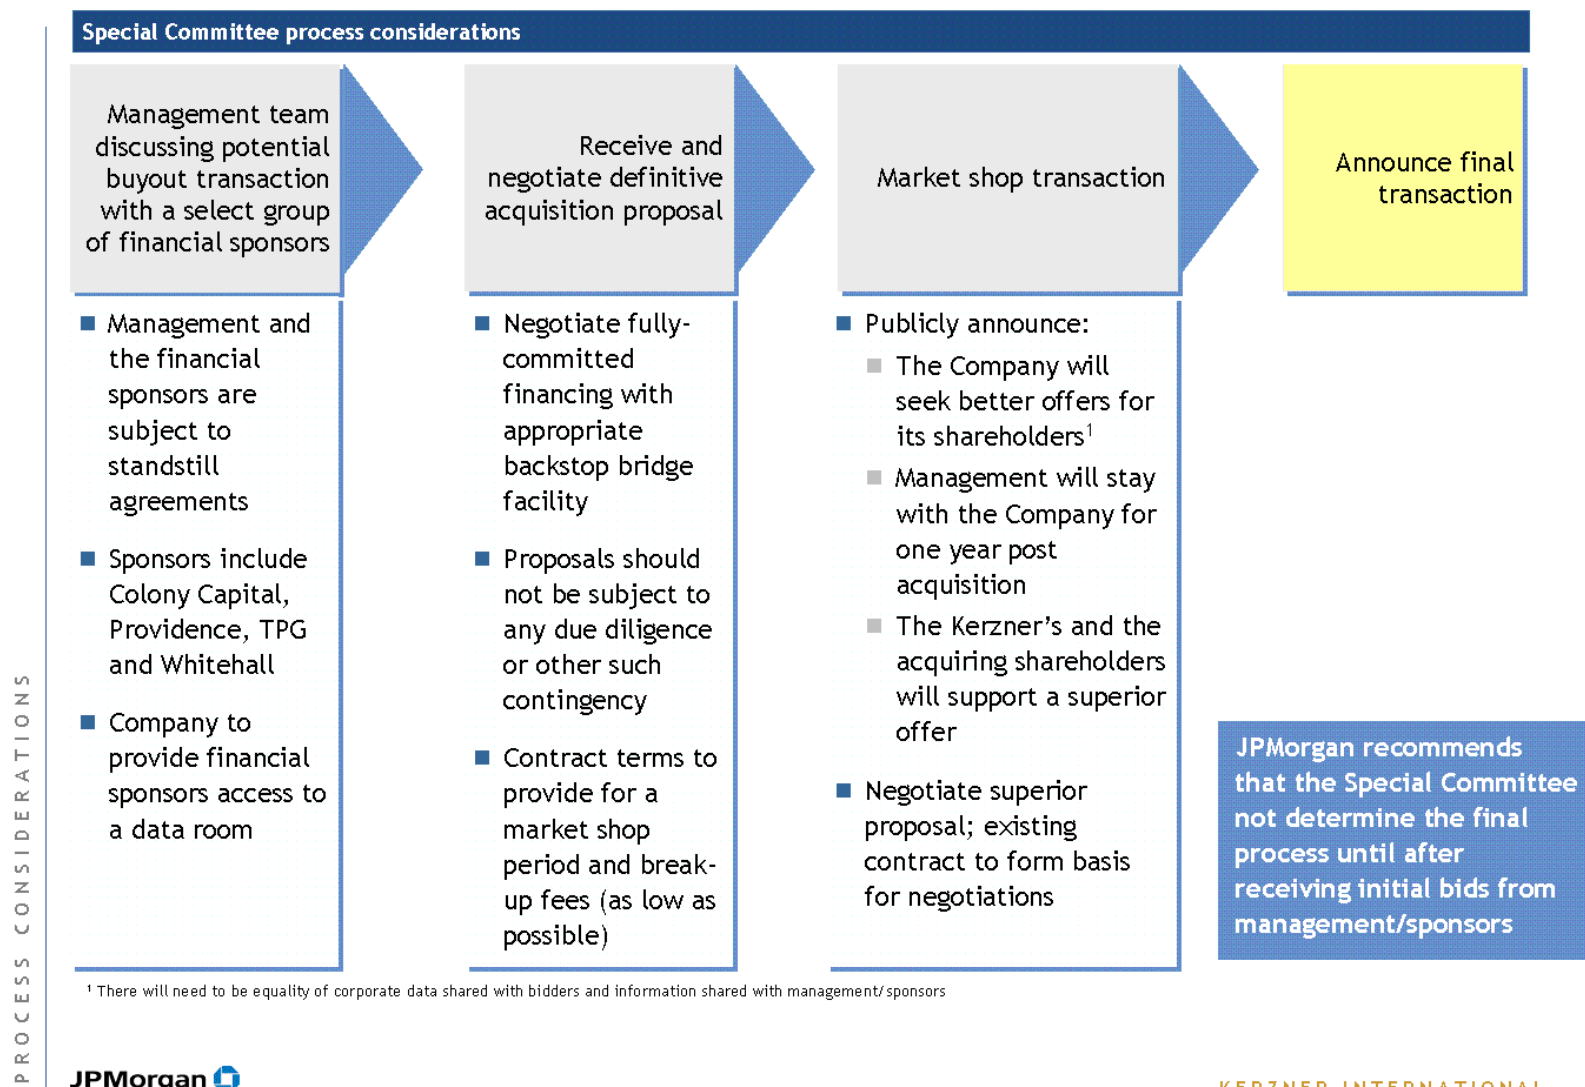 Special Committee process considerations
Management team
discussing potential
buyout transaction
with a select group
of financial sponsors
Receive and
negotiate definitive
acquisition proposal
Market shop transaction
Announce final
transaction
■ Management and
the financial
sponsors are
subject to
standstill
agreements
■ Sponsors include
Colony Capital,
Providence, TPG
and Whitehall
■ Company to
provide financial
sponsors access to
a data room
■ Negotiate fully-
committed
financing with
appropriate
backstop bridge
facility
■ Proposals should
not be subject to
any due diligence
or other such
contingency
■ Contract terms to
provide for a
market shop
period and break-
up fees (as low as
possible)
■ Publicly announce:
■ The Company will
seek better offers for
its shareholders¹
■ Management will stay
with the Company for
one year post
acquisition
■ The Kerzner's and the
acquiring shareholders
will support a superior
offer
■ Negotiate superior
proposal; existing
contract to form basis
for negotiations
JPMorgan recommends
that the Special Committee
not determine the final
process until after
receiving initial bids from
management/sponsors
¹ There will need to be equality of corporate data shared with bidders and information shared with management/sponsors
PROCESS CONSIDERATIONS
JPMorgan
KERZNER INTERNATIONAL